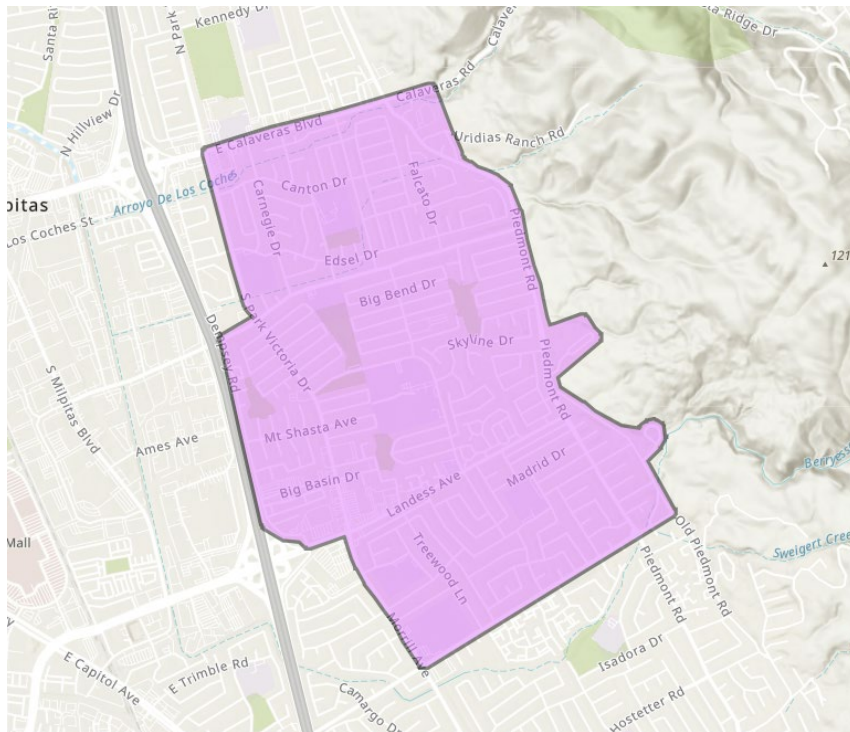 Kennedy Dr
N Park
Santa Ri
Calaveras
Ridge Dr
N Hillview Dr
Calaveras Rd
E Calaveras Blvd
Uridias Ranch Rd
Arroyo De Los Coches
Canton Dr
Carnegie Dr
Falcato Dr
pitas
Los Coches St
Piedmont Rd
Edsel Dr
121
Big Bend Dr
S Park Victoria Dr
Dempsey Rd
Skyline Dr
Piedmont Rd
S Milpitas Blvd
Mt Shasta Ave
Ames Ave
Berryess
Madrid Dr
Big Basin Dr
Landess Ave
Mall
Old Piedmont Rd
Sweigert Cree
Treewood Ln
Piedmont Rd
Morrill Ave
Isadora Dr
E Capitol Ave
E Trimble Rd
Camargo Dr
Hostetter Rd